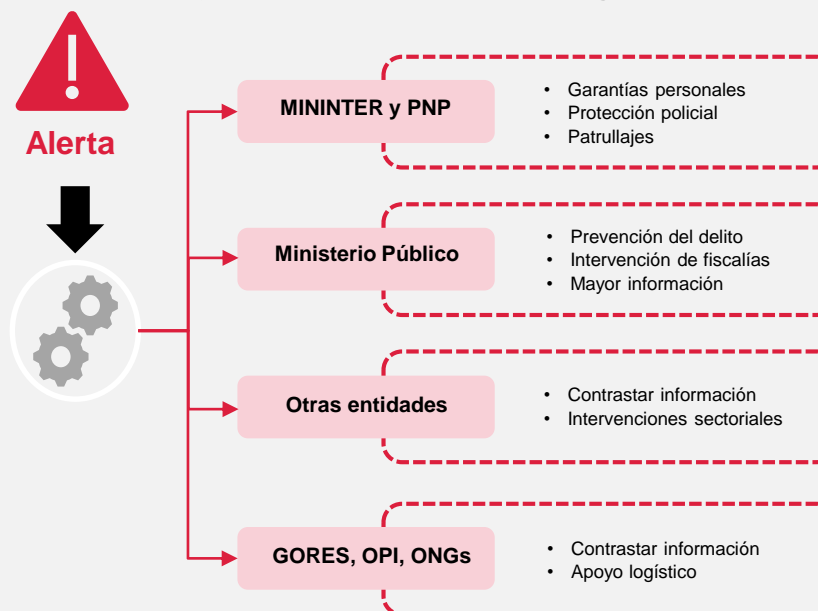 Alerta
MININTER y PNP
• Garantías personales
• Protección policial
• Patrullajes
Ministerio Público
• Prevención del delito
• Intervención de fiscalías
• Mayor información
Otras entidades
• Contrastar información
• Intervenciones sectoriales
GORES, OPI, ONGs
• Contrastar información
• Apoyo logístico